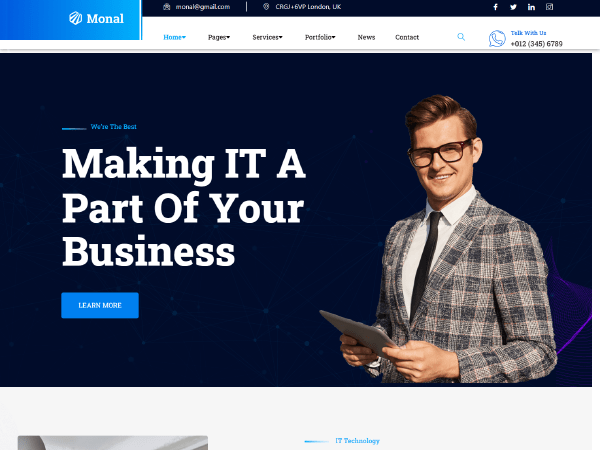 Monal
monal@gmail.com
CRGJ+6VP London, UK
Home
Pages
Services
Portfolio
News
Contact
Talk With Us
+012 (345) 6789
We're The Best
Making IT A
Part Of Your
Business
LEARN MORE
IT Technology